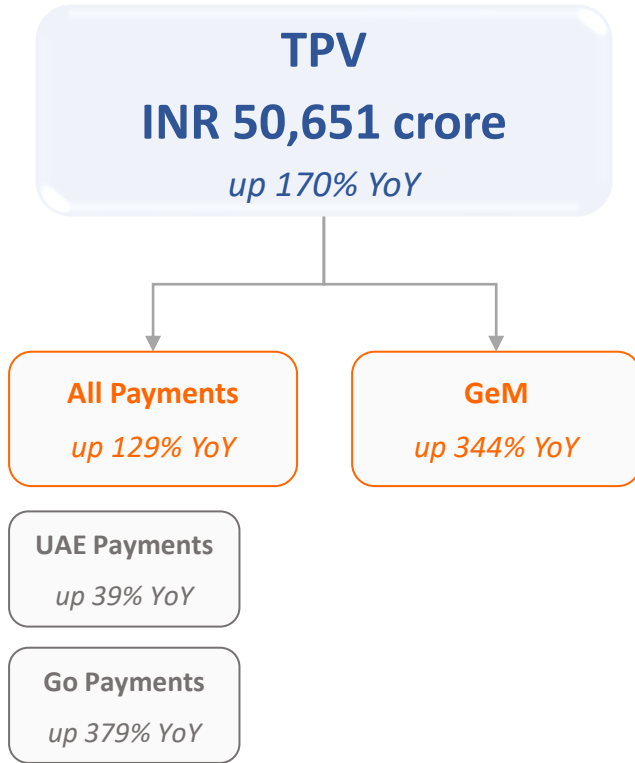 TPV
INR 50,651 crore
up 170% YoY
All Payments
up 129% YoY
GeM
up 344% YoY
UAE Payments
up 39% YoY
Go Payments
up 379% YoY